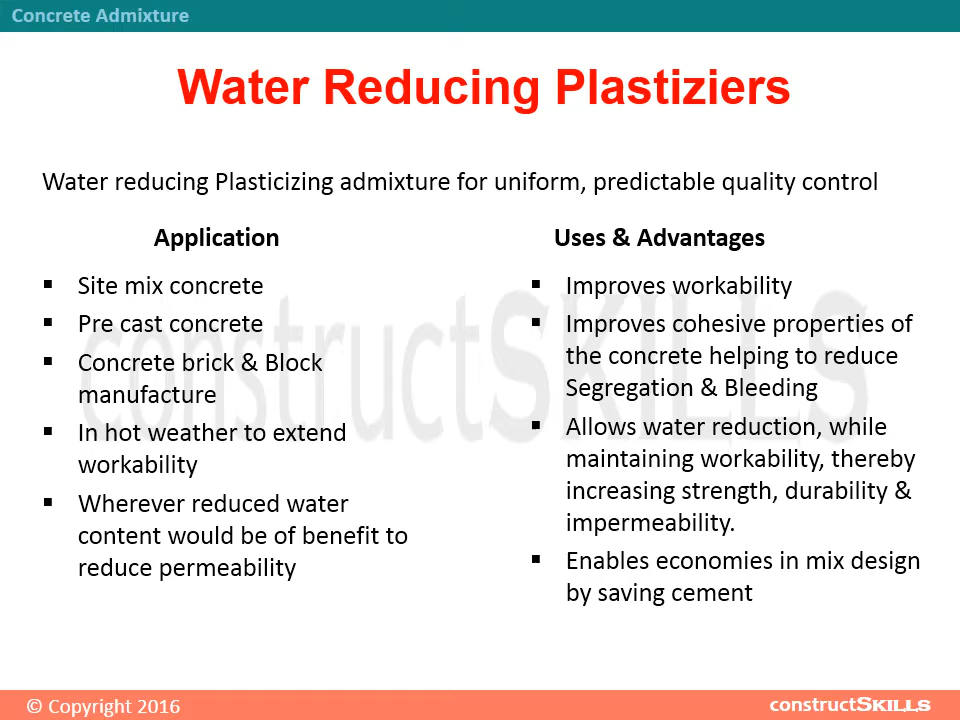 Concrete Admixture
Water Reducing Plastiziers
Water reducing Plasticizing admixture for uniform, predictable quality control
Application
▪ Site mix concrete
▪ Pre cast concrete
▪ Concrete brick & Block
manufacture
▪ In hot weather to extend
workability
▪ Wherever reduced water
content would be of benefit to
reduce permeability
Uses & Advantages
▪ Improves workability
▪ Improves cohesive properties of
the concrete helping to reduce
Segregation & Bleeding
▪ Allows water reduction, while
maintaining workability, thereby
increasing strength, durability &
impermeability.
▪ Enables economies in mix design
by saving cement
constructSKILLS
© Copyright 2016
constructSKILLS